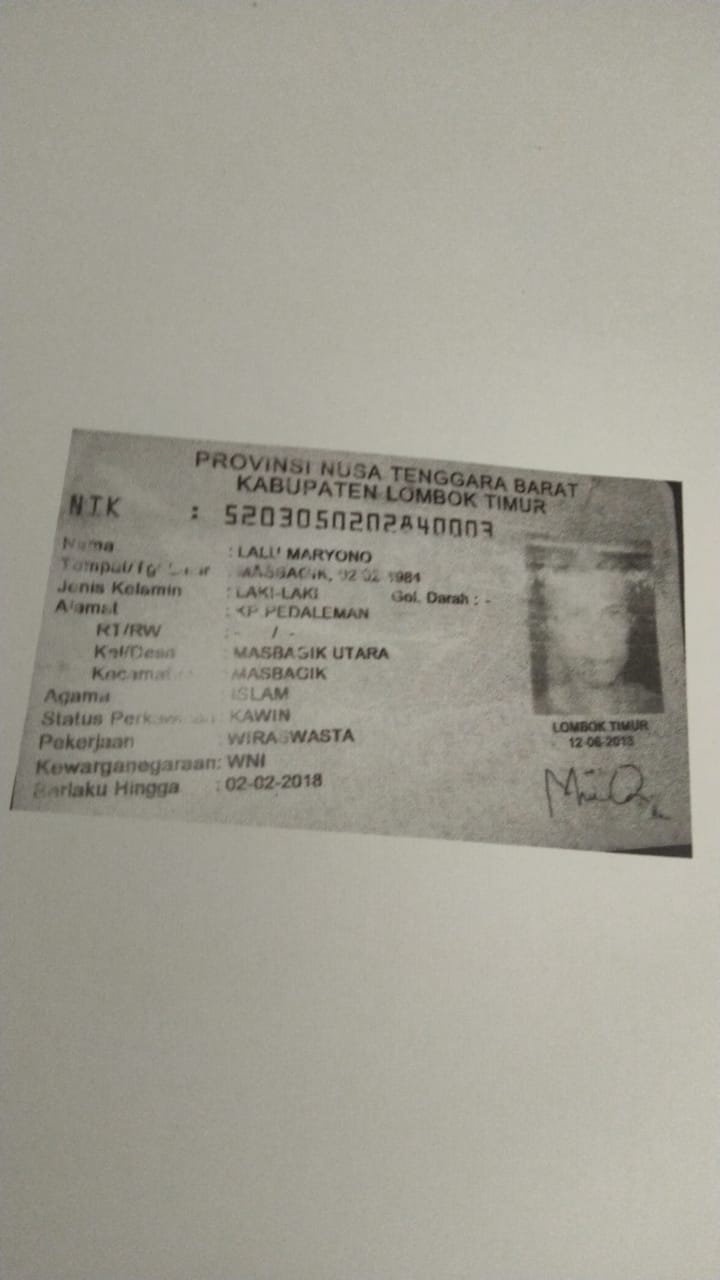 PROVINSI NUSA TENGGARA BARAT
KABUPATEN LOMBOK TIMUR
NIK : 5203050202840003
Nama : LALU MARYONO
Tempat/Tgl Lahir : MASBAGIK, 02-02-1984
Jenis Kelamin : LAKI-LAKI Gol. Darah : -
Alamat : KP.PEDALEMAN
RT/RW : - / -
Kel/Desa : MASBAGIK UTARA
Kecamatan : MASBAGIK
Agama : ISLAM
Status Perkawinan : KAWIN
Pekerjaan : WIRASWASTA
Kewarganegaraan: WNI
Berlaku Hingga : 02-02-2018
LOMBOK TIMUR
12-06-2013